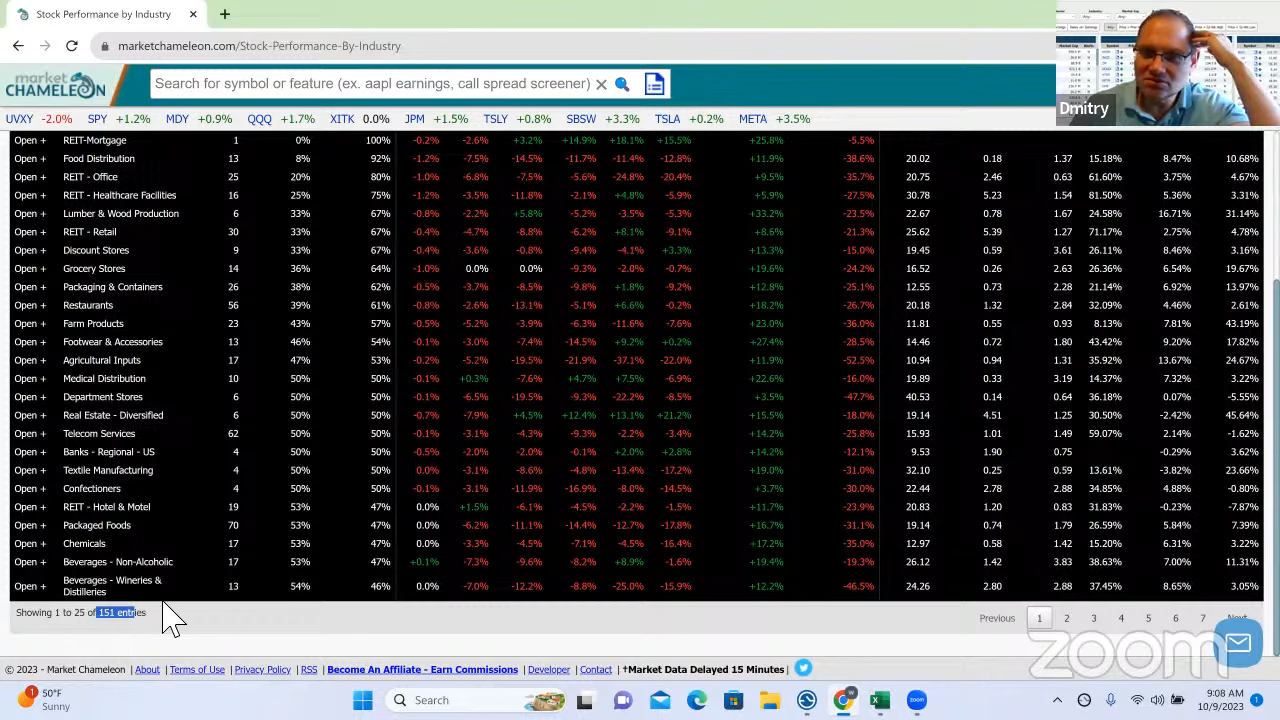 Stock Performance by Industry
market
CHAMELEON
UVXY -2.0% SPY MDY QQQ XITK TSLY CBSW +3.3% TSLA +0.2% META
Open + REIT-Mortgage 1 0% 100% -0.2% -2.6% +3.2% +14.9% +18.1% +15.5% +25.8% -5.5%
Open + Food Distribution 13 8% 92% -1.2% -7.5% -14.5% -11.7% -11.4% -12.8% +11.9% -38.6% 20.02 0.18 1.37 15.18% 8.47% 10.68%
Open + REIT - Office 25 20% 80% -1.0% -6.8% -7.5% -5.6% -24.8% -20.4% +9.5% -35.7% 20.75 2.46 0.63 61.60% 3.75% 4.67%
Open + REIT - Healthcare Facilities 16 25% 75% -1.2% -3.5% -11.8% -2.1% +4.8% -5.9% +5.9% -27.5% 30.78 5.23 1.54 81.50% 5.36% 3.31%
Open + Lumber & Wood Production 6 33% 67% -0.8% -2.2% +5.8% -5.2% -3.5% -5.3% +33.2% -23.5% 22.67 0.78 1.67 24.58% 16.71% 31.14%
Open + REIT - Retail 30 33% 67% -0.4% -4.7% -8.8% -6.2% +8.1% -9.1% +8.6% -21.3% 25.62 5.39 1.27 71.17% 2.75% 4.78%
Open + Discount Stores 9 33% 67% -0.4% -3.6% -0.8% -9.4% -4.1% +3.3% +13.3% -15.0% 19.45 0.59 3.61 26.11% 8.46% 3.16%
Open + Grocery Stores 14 36% 64% -1.0% 0.0% 0.0% -9.3% -2.0% -0.7% +19.6% -24.2% 16.52 0.26 2.63 26.36% 6.54% 19.67%
Open + Packaging & Containers 26 38% 62% -0.5% -3.7% -8.5% -9.8% +1.8% -9.2% +12.8% -25.1% 12.55 0.73 2.28 21.14% 6.92% 13.97%
Open + Restaurants 56 39% 61% -0.8% -2.6% -13.1% -5.1% +6.6% -0.2% +18.2% -26.7% 20.18 1.32 2.84 32.09% 4.46% 2.61%
Open + Farm Products 23 43% 57% -0.5% -5.2% -3.9% -6.3% -11.6% -7.6% +23.0% -36.0% 11.81 0.55 0.93 8.13% 7.81% 43.19%
Open + Footwear & Accessories 13 46% 54% -0.1% -3.0% -7.4% -14.5% +9.2% +0.2% +27.4% -28.5% 14.46 0.72 1.80 43.42% 9.20% 17.82%
Open + Agricultural Inputs 17 47% 53% -0.2% -5.2% -19.5% -21.9% -37.1% -22.0% +11.9% -52.5% 10.94 0.94 1.31 35.92% 13.67% 24.67%
Open + Medical Distribution 10 50% 50% -0.1% +0.3% -7.6% +4.7% +7.5% -6.9% +22.6% -16.0% 19.89 0.33 3.19 14.37% 7.32% 3.22%
Open + Department Stores 6 50% 50% -0.1% -6.5% -19.5% -9.3% -22.2% -8.5% +3.5% -47.7% 40.53 0.14 0.64 36.18% 0.07% -5.55%
Open + Real Estate - Diversified 6 50% 50% -0.7% -7.9% +4.5% +12.4% +13.1% +21.2% +15.5% -18.0% 19.14 4.51 1.25 30.50% -2.42% 45.64%
Open + Telecom Services 62 50% 50% -0.1% -3.1% -4.3% -9.3% -2.2% -3.4% +14.2% -25.8% 15.93 1.01 1.49 59.07% 2.14% -1.62%
Open + Banks - Regional - US 4 50% 50% -0.5% -2.0% -2.0% -0.1% +2.0% +2.8% +14.2% -12.1% 9.53 1.90 0.75 -0.29% 3.62%
Open + Textile Manufacturing 4 50% 50% 0.0% -3.1% -8.6% -4.8% -13.4% -17.2% +19.0% -31.0% 32.10 0.25 0.59 13.61% -3.82% 23.66%
Open + Confectioners 4 50% 50% -0.1% -3.1% -11.9% -16.9% -8.0% -14.5% +3.7% -30.0% 22.44 2.78 2.88 34.85% 4.88% -0.80%
Open + REIT - Hotel & Motel 19 53% 47% 0.0% +1.5% -6.1% -4.5% -2.2% -1.5% +11.7% -23.9% 20.83 1.20 1.52 31.83% -0.23% -7.87%
Open + Packaged Foods 70 53% 47% 0.0% -6.2% -11.1% -14.4% -12.7% -17.8% +16.7% -31.1% 19.14 0.74 1.79 26.59% 5.84% 7.39%
Open + Chemicals 17 53% 47% 0.0% -3.3% -4.5% -7.1% -4.5% -16.4% +17.2% -35.0% 12.97 0.58 1.42 15.20% 6.31% 3.22%
Open + Beverages - Non-Alcoholic 17 53% 47% +0.1% -7.3% -9.6% -8.2% +8.9% -1.6% +19.4% -19.3% 26.12 1.42 3.83 38.63% 7.00% 11.31%
Open + Beverages - Wineries & Distilleries 13 54% 46% 0.0% -7.0% -12.2% -8.8% -25.0% -15.9% +12.2% -46.5% 24.26 2.80 2.88 37.45% 8.65% 3.05%
Showing 1 to 25 of 151 entries
Previous 1 2 3 4 5 6 7 Next
© 2023 - Market Chameleon | About | Terms of Use | Privacy Policy | RSS | Become An Affiliate - Earn Commissions | Developer | Contact | †Market Data Delayed 15 Minutes |
zoom
Dmitry
50°F
Sunny
Search
9:08 AM
10/9/2023